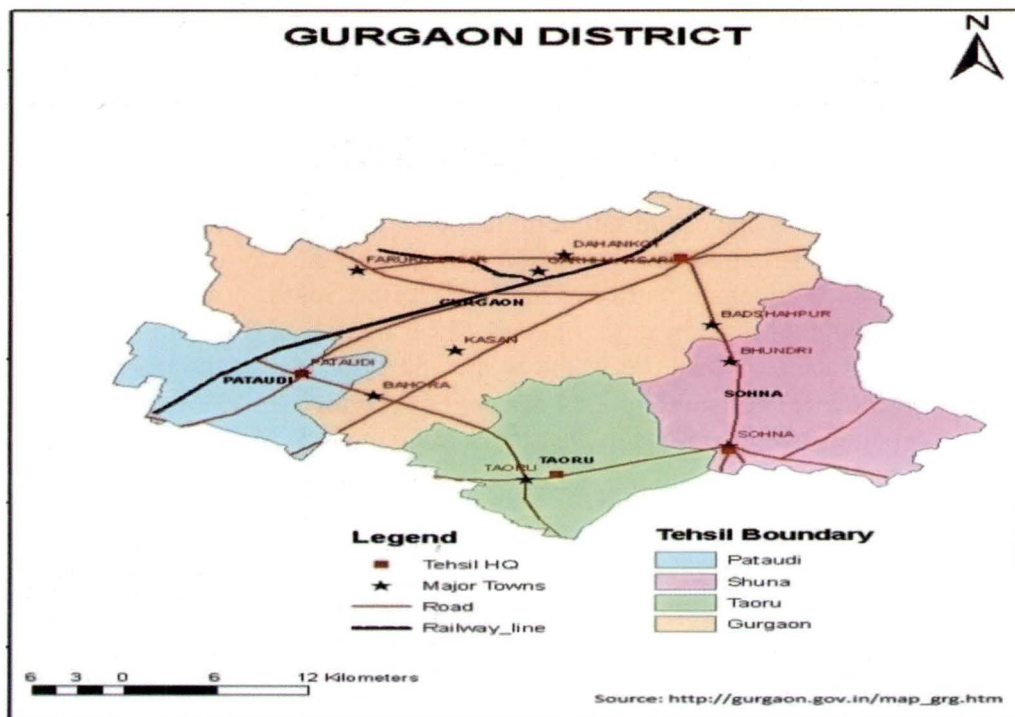 GURGAON DISTRICT
N
DAHANKOT
GARHI HARSARU
GURGAON
BADSHAHPUR
KASAN
BHUNDRI
PATAUDI
PATAUDI
BAHORA
SOHNA
SOHNA
TAORU
TAORU
Legend
Tehsil HQ
Major Towns
Road
Railway_line
Tehsil Boundary
Pataudi
Shuna
Taoru
Gurgaon
6 3 0 6 12 Kilometers
Source: http://gurgaon.gov.in/map_grg.htm